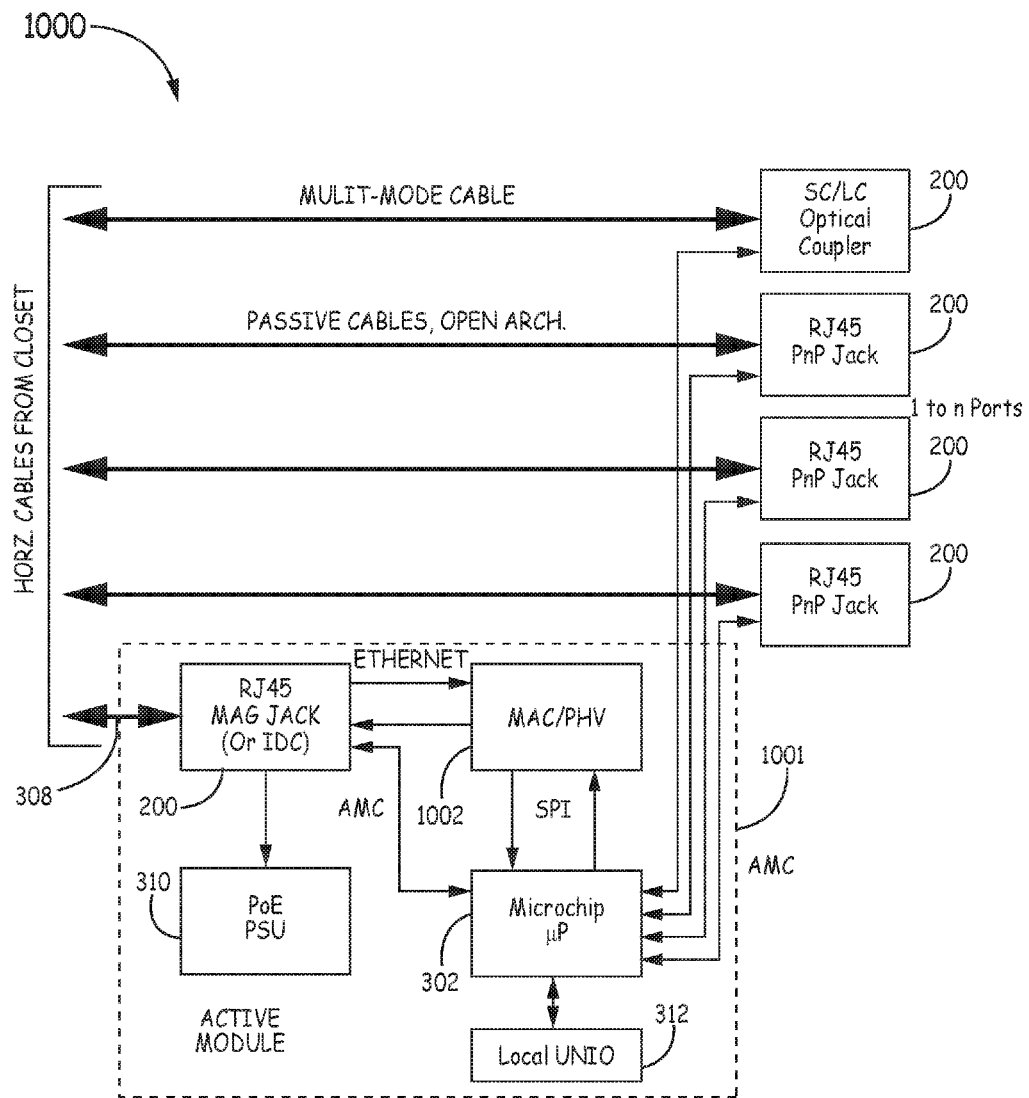 1000
MULIT-MODE CABLE
SC/LC
Optical
Coupler
200
PASSIVE CABLES, OPEN ARCH.
RJ45
PnP Jack
200
1 to n Ports
RJ45
PnP Jack
200
RJ45
PnP Jack
200
HORZ. CABLES FROM CLOSET
ETHERNET
RJ45
MAG JACK
(Or IDC)
MAC/PHV
308
200
AMC
1002
SPI
1001
AMC
310
PoE
PSU
Microchip
µP
302
ACTIVE
MODULE
312
Local UNIO